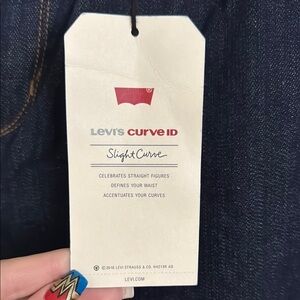 LEVI'S CURVE ID
Slight Curve
CELEBRATES STRAIGHT FIGURES
DEFINES YOUR WAIST
ACCENTUATES YOUR CURVES
LEVI.COM